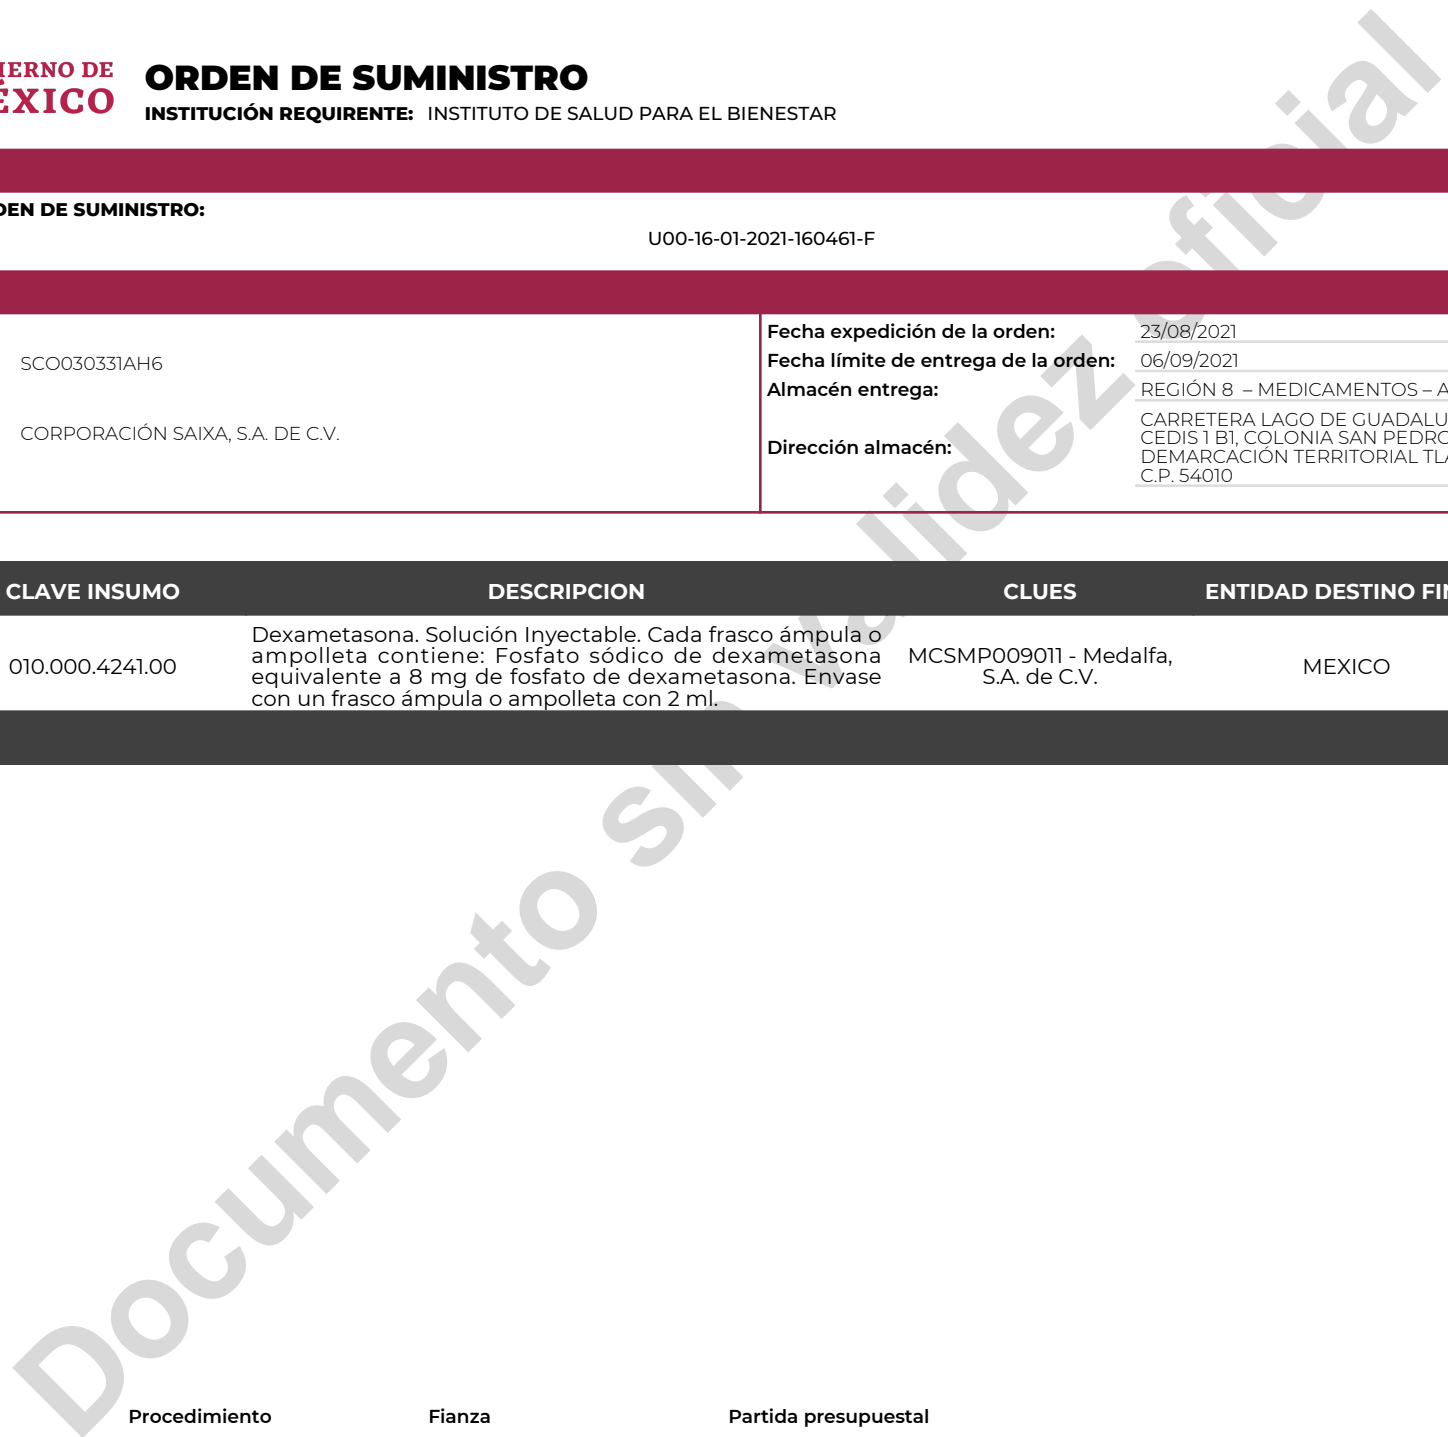 IERNO DE
ÉXICO
ORDEN DE SUMINISTRO
INSTITUCIÓN REQUIRENTE: INSTITUTO DE SALUD PARA EL BIENESTAR
DEN DE SUMINISTRO:
U00-16-01-2021-160461-F
SCO030331AH6
CORPORACIÓN SAIXA, S.A. DE C.V.
Fecha expedición de la orden: 23/08/2021
Fecha límite de entrega de la orden: 06/09/2021
Almacén entrega: REGIÓN 8 – MEDICAMENTOS – A
Dirección almacén:
CARRETERA LAGO DE GUADALU
CEDIS 1 B1, COLONIA SAN PEDRO
DEMARCACIÓN TERRITORIAL TLA
C.P. 54010
CLAVE INSUMO DESCRIPCION CLUES ENTIDAD DESTINO FIN
010.000.4241.00
Dexametasona. Solución Inyectable. Cada frasco ámpula o
ampolleta contiene: Fosfato sódico de dexametasona
equivalente a 8 mg de fosfato de dexametasona. Envase
con un frasco ámpula o ampolleta con 2 ml.
MCSMP009011 - Medalfa,
S.A. de C.V.
MEXICO
Documento sin validez oficial
Procedimiento Fianza Partida presupuestal